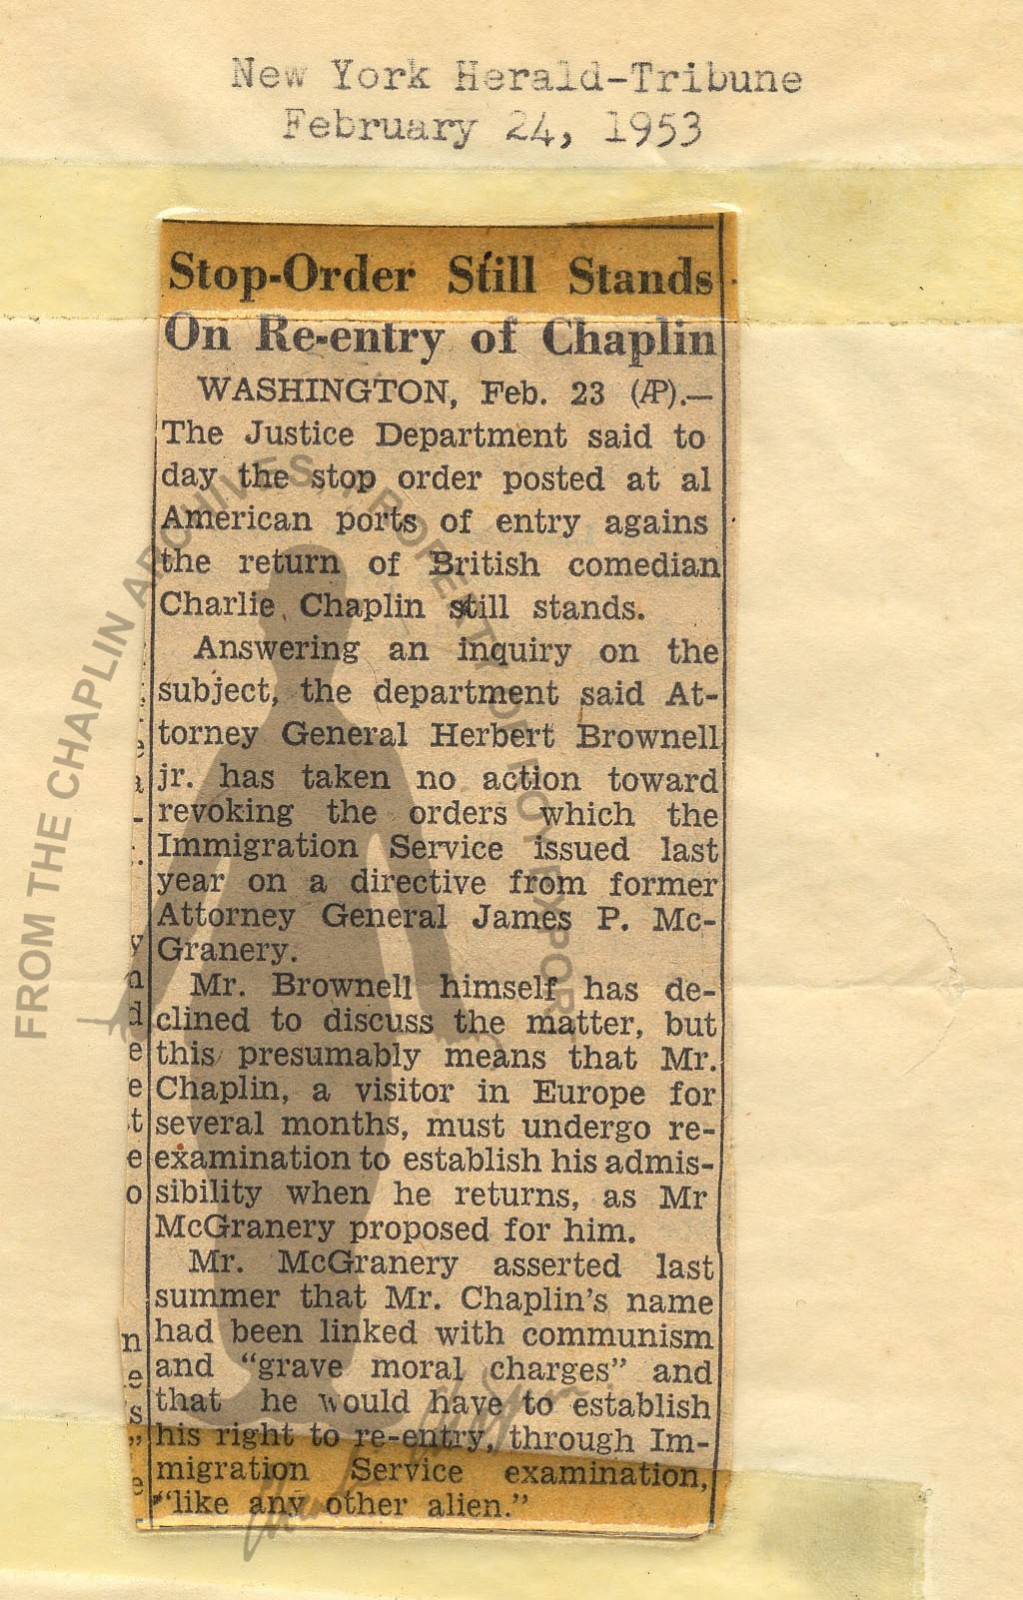 New York Herald-Tribune
February 24, 1953
Stop-Order Still Stands
On Re-entry of Chaplin
WASHINGTON, Feb. 23 (AP).—
The Justice Department said to
day the stop order posted at al
American ports of entry agains
the return of British comedian
Charlie Chaplin still stands.
Answering an inquiry on the
subject, the department said At-
torney General Herbert Brownell
jr. has taken no action toward
revoking the orders which the
Immigration Service issued last
year on a directive from former
Attorney General James P. Mc-
Granery.
Mr. Brownell himself has de-
clined to discuss the matter, but
this presumably means that Mr.
Chaplin, a visitor in Europe for
several months, must undergo re-
examination to establish his admis-
sibility when he returns, as Mr
McGranery proposed for him.
Mr. McGranery asserted last
summer that Mr. Chaplin's name
had been linked with communism
and "grave moral charges" and
that he would have to establish
his right to re-entry, through Im-
migration Service examination,
"like any other alien."
FROM THE CHAPLIN ARCHIVES, PROPERTY OF ROY EXPORT